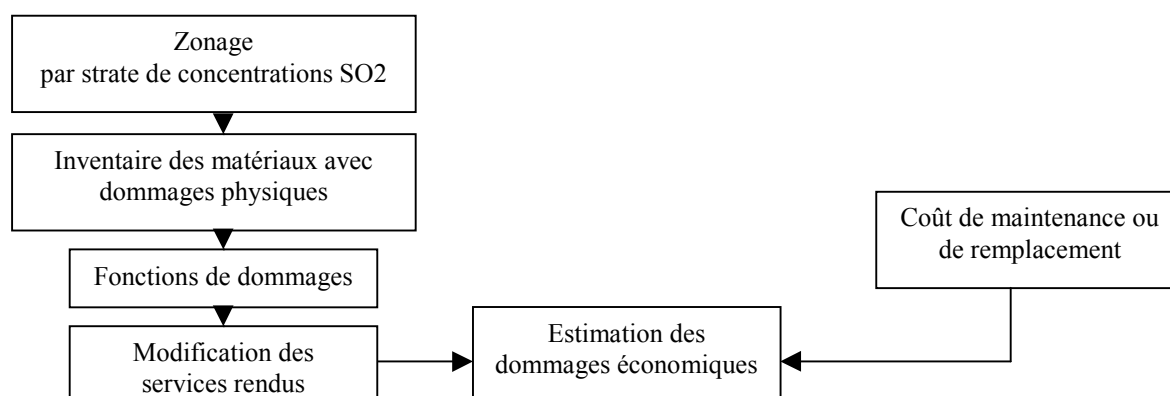 Zonage
par strate de concentrations SO2
Inventaire des matériaux avec
dommages physiques
Coût de maintenance ou
de remplacement
Fonctions de dommages
Modification des
services rendus
Estimation des
dommages économiques